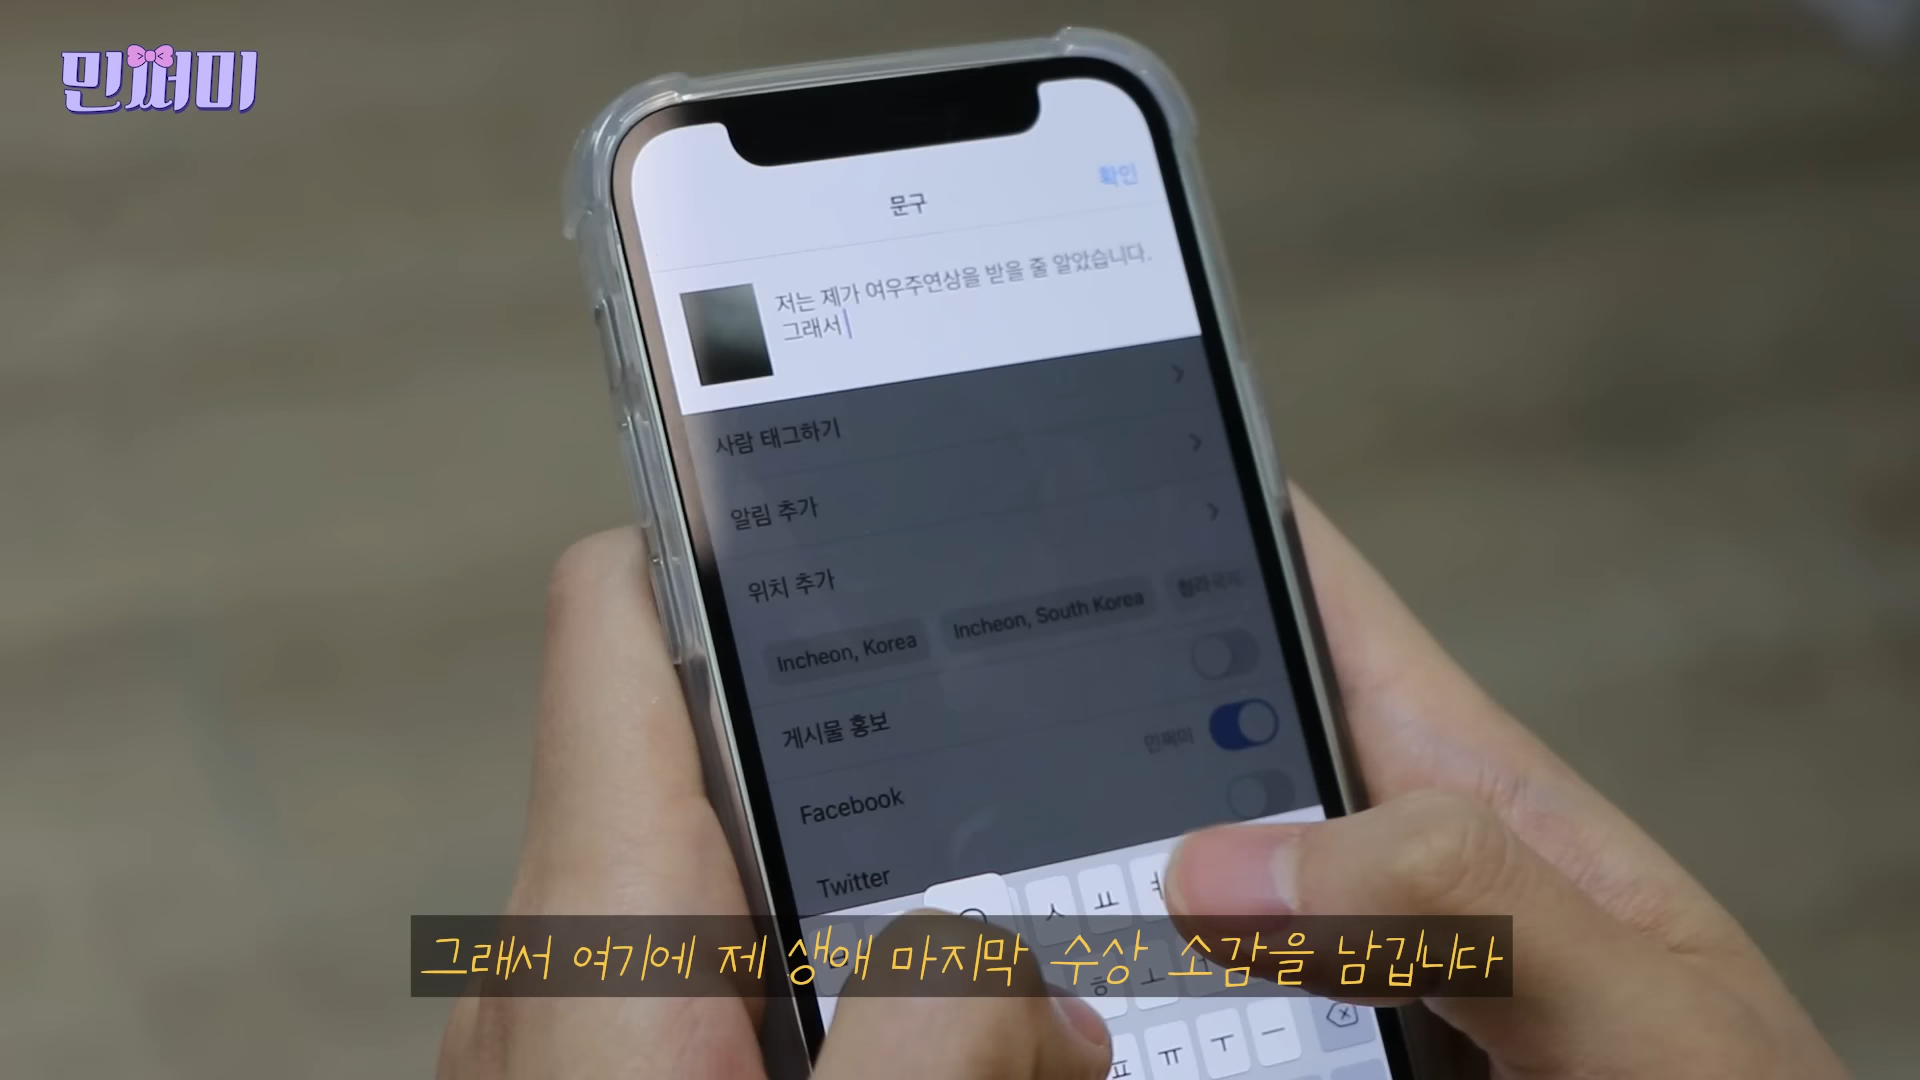 민써미
확인
문구
저는 제가 여우주연상을 받을 줄 알았습니다.
그래서
사람 태그하기
알림 추가
위치 추가
Incheon, Korea
Incheon, South Korea
게시물 홍보
Facebook
민써미
Twitter
ㅅ ㅛ ㅕ
그래서 여기에 제 생애 마지막 수상 소감을 남깁니다
ㅎ ㅗ
ㅍ ㅠ ㅜ ㅡ